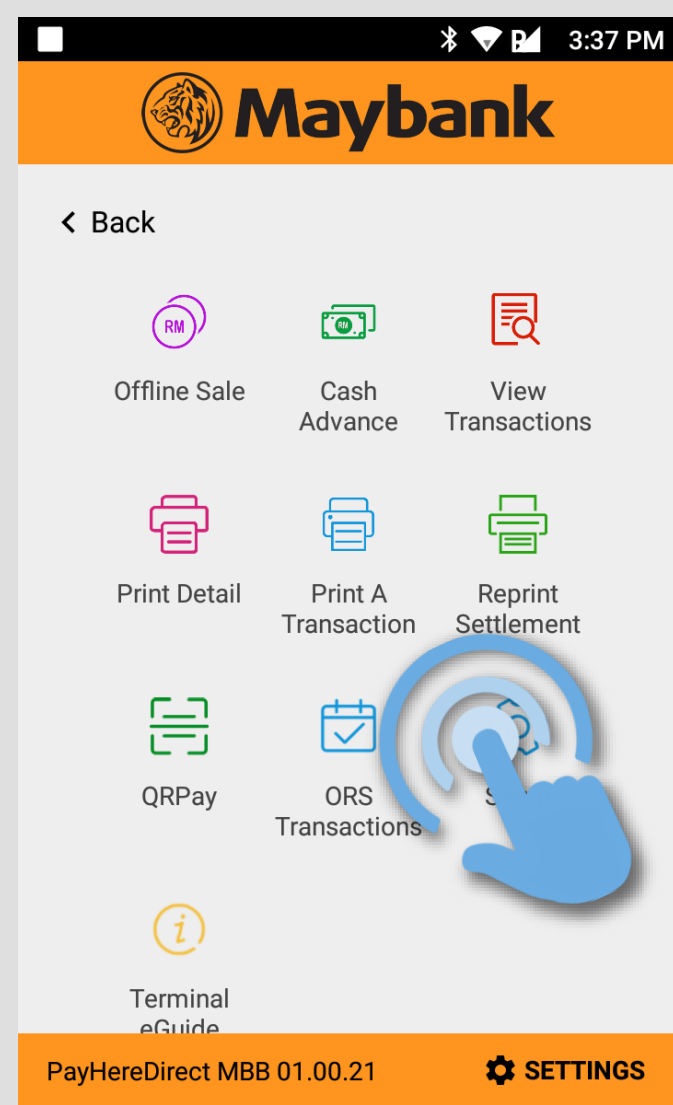 3:37 PM
Maybank
Back
RM
RM
Offline Sale
Cash
Advance
View
Transactions
Print Detail
Print A
Transaction
Reprint
Settlement
QRPay
ORS
Transactions
i
Terminal
eGuide
PayHereDirect MBB 01.00.21
SETTINGS